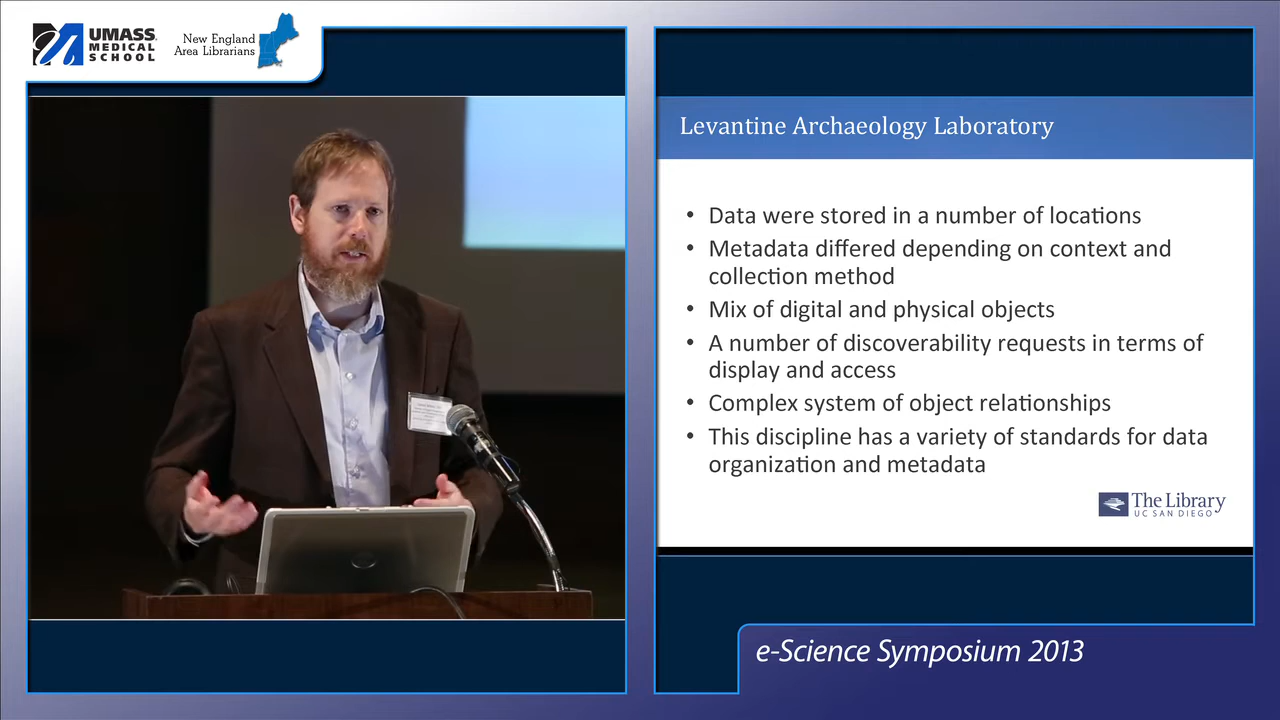 UMASS
MEDICAL
SCHOOL
New England
Area Librarians
Levantine Archaeology Laboratory
• Data were stored in a number of locations
• Metadata differed depending on context and
collection method
• Mix of digital and physical objects
• A number of discoverability requests in terms of
display and access
• Complex system of object relationships
• This discipline has a variety of standards for data
organization and metadata
The Library
UC SAN DIEGO
e-Science Symposium 2013